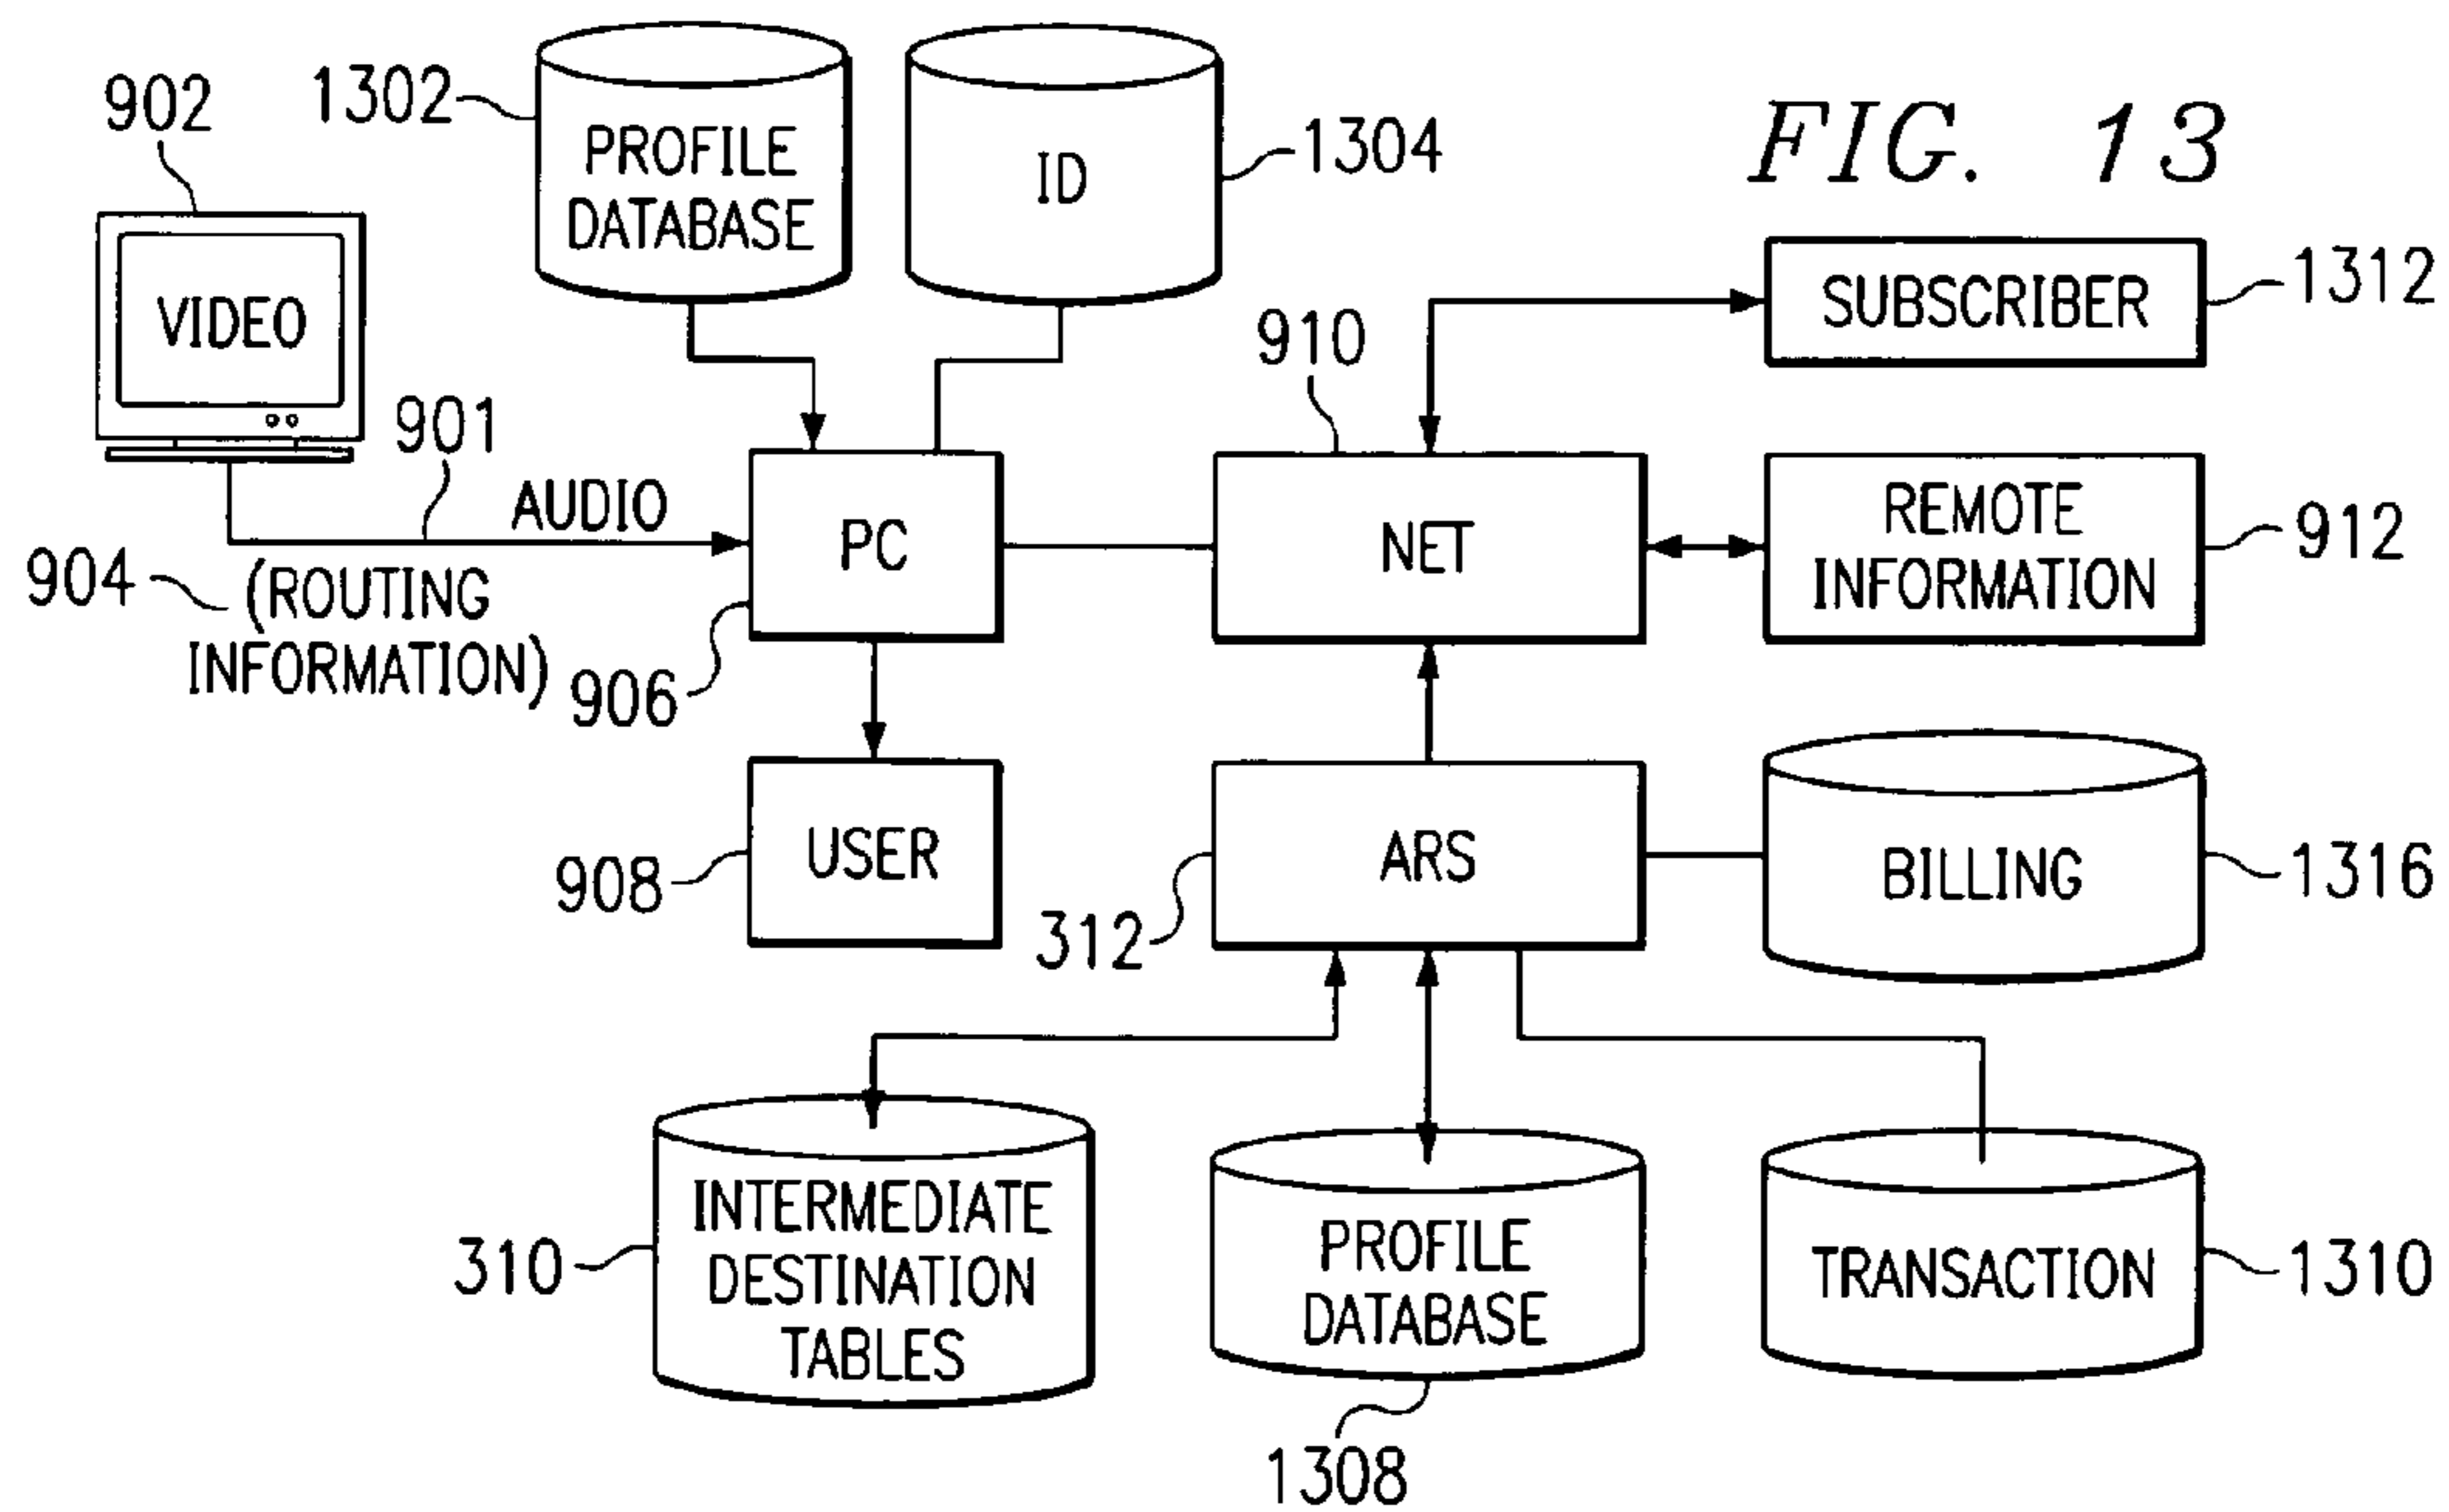 FIG. 13
902
1302
PROFILE
DATABASE
ID
1304
VIDEO
SUBSCRIBER
1312
910
901
AUDIO
904
(ROUTING
INFORMATION)
PC
906
NET
REMOTE
INFORMATION
912
USER
908
ARS
312
BILLING
1316
INTERMEDIATE
DESTINATION
TABLES
310
PROFILE
DATABASE
1308
TRANSACTION
1310